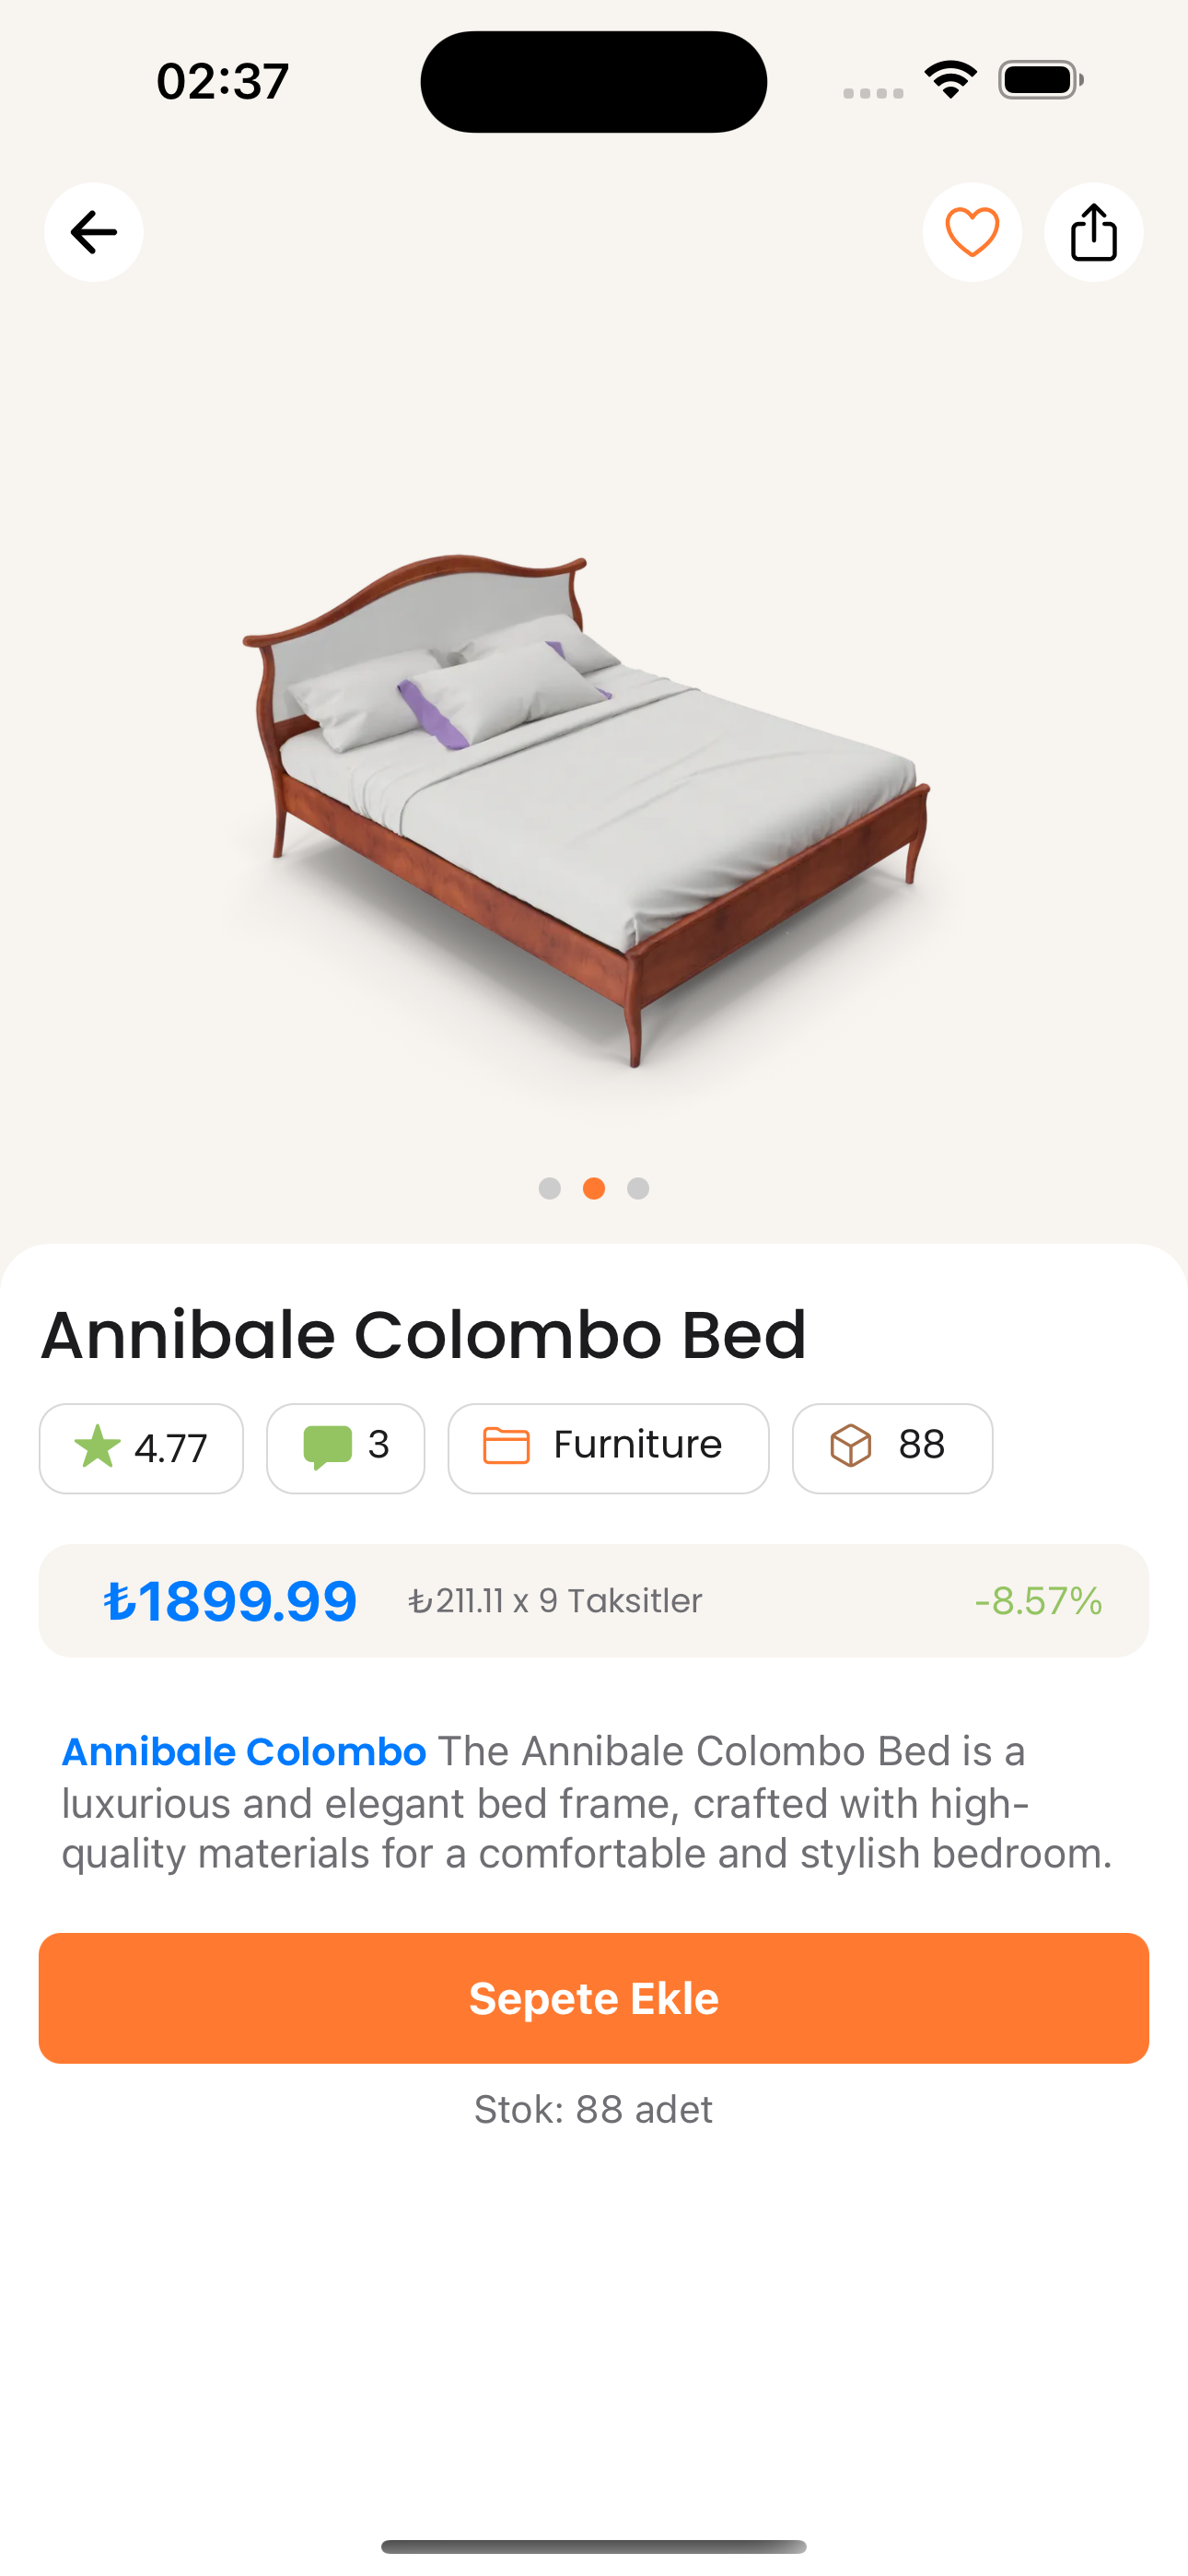 02:37
Annibale Colombo Bed
4.77
3
Furniture
88
₺1899.99
₺211.11 x 9 Taksitler
-8.57%
Annibale Colombo The Annibale Colombo Bed is a
luxurious and elegant bed frame, crafted with high-
quality materials for a comfortable and stylish bedroom.
Sepete Ekle
Stok: 88 adet